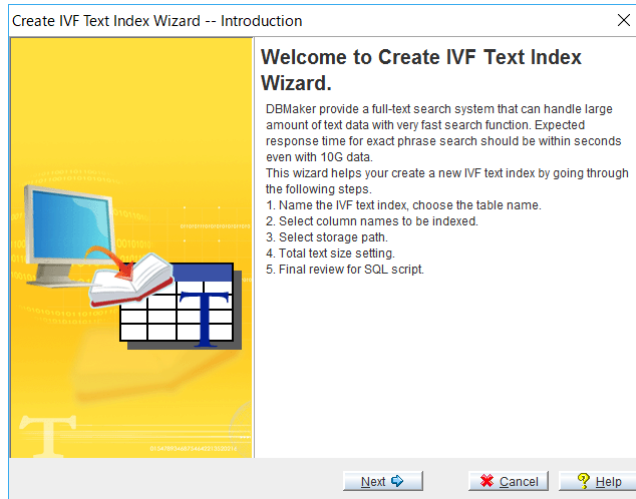 Create IVF Text Index Wizard -- Introduction
Welcome to Create IVF Text Index
Wizard.
DBMaker provide a full-text search system that can handle large
amount of text data with very fast search function. Expected
response time for exact phrase search should be within seconds
even with 10G data.
This wizard helps your create a new IVF text index by going through
the following steps.
1. Name the IVF text index, choose the table name.
2. Select column names to be indexed.
3. Select storage path.
4. Total text size setting.
5. Final review for SQL script.
T
T
Next
Cancel
Help